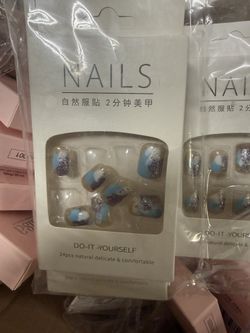 NAILS
自然服贴 2分钟美甲
DO-IT-YOURSELF
24pcs natural delicate & comfortable